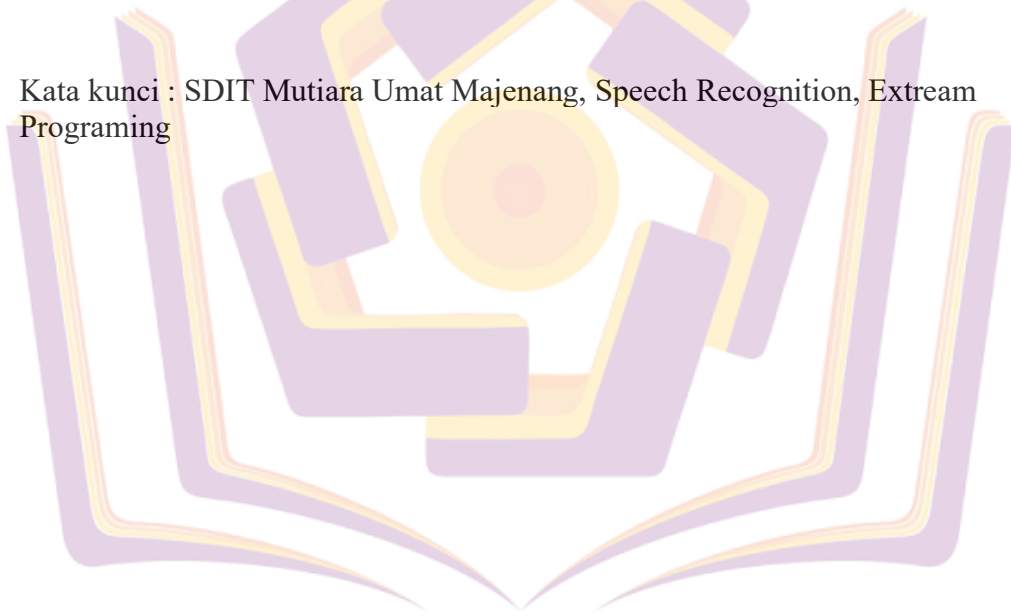 Kata kunci : SDIT Mutiara Umat Majenang, Speech Recognition, Extream
Programing